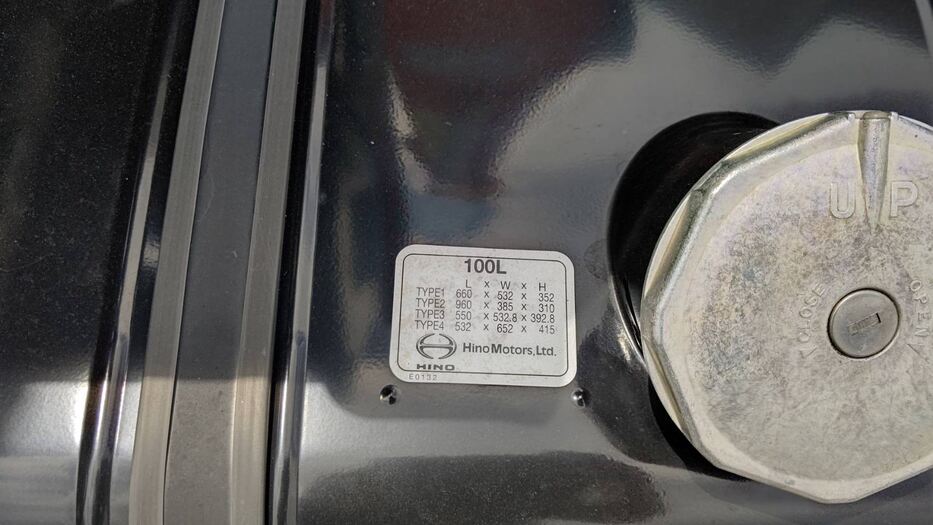 100L
L × W × H
TYPE1 660 × 532 × 352
TYPE2 960 × 385 × 310
TYPE3 550 × 532.8 × 392.8
TYPE4 532 × 652 × 415
Hino Motors, Ltd.
HINO
E0132
UP
CLOSE
OPEN